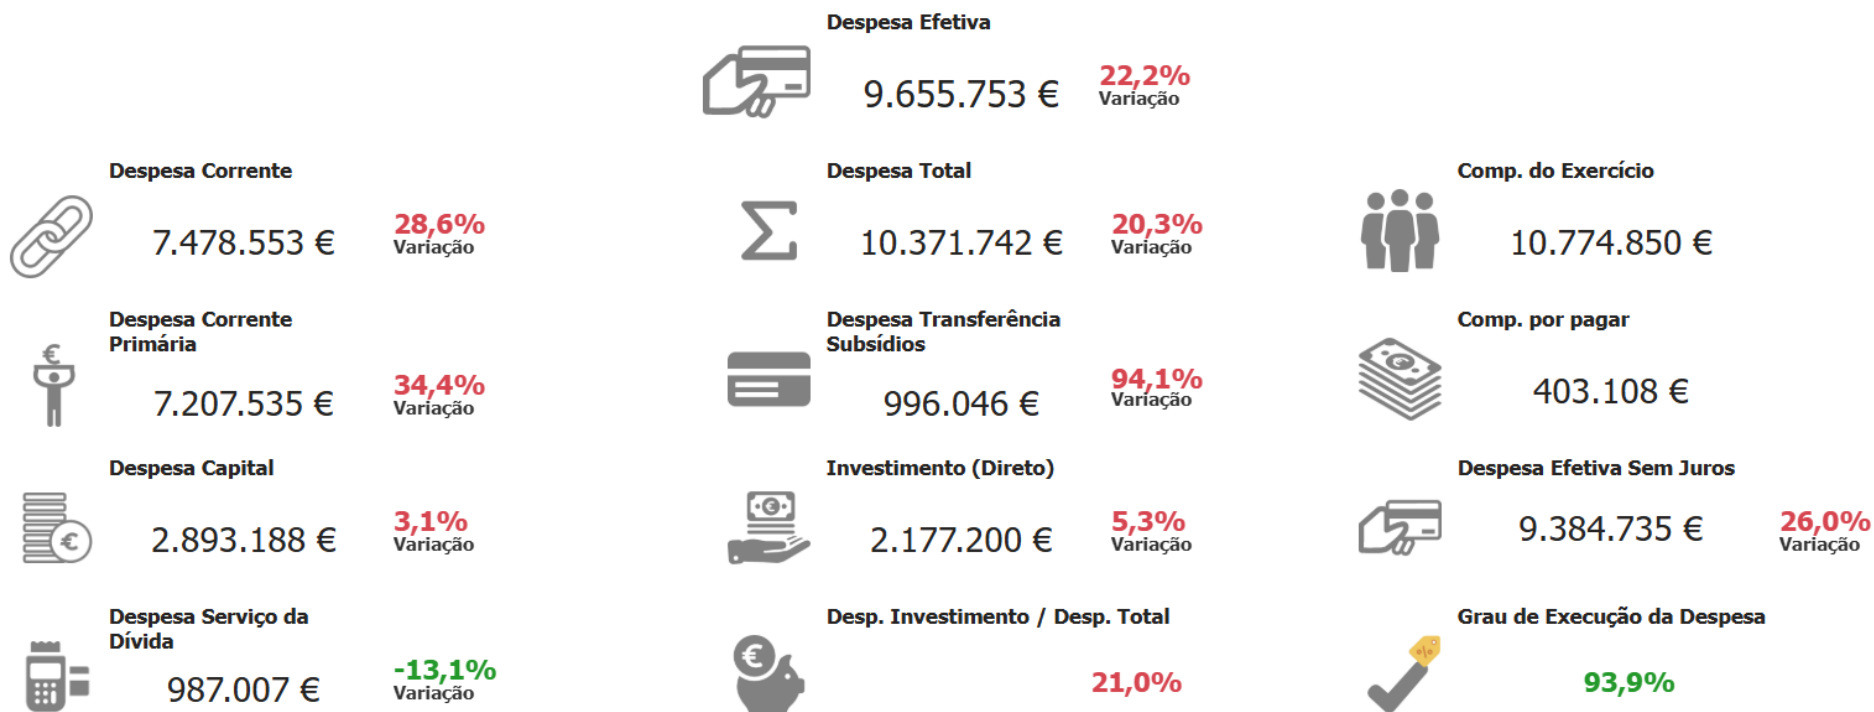 Despesa Efetiva
9.655.753 €
22,2%
Variação
Despesa Corrente
7.478.553 €
28,6%
Variação
Despesa Total
10.371.742 €
20,3%
Variação
Comp. do Exercício
10.774.850 €
Despesa Corrente
Primária
€
7.207.535 €
34,4%
Variação
Despesa Transferência
Subsídios
996.046 €
94,1%
Variação
Comp. por pagar
€
403.108 €
Despesa Capital
€
2.893.188 €
3,1%
Variação
Investimento (Direto)
€
2.177.200 €
5,3%
Variação
Despesa Efetiva Sem Juros
9.384.735 €
26,0%
Variação
Despesa Serviço da
Dívida
987.007 €
-13,1%
Variação
Desp. Investimento / Desp. Total
€
21,0%
Grau de Execução da Despesa
%
93,9%